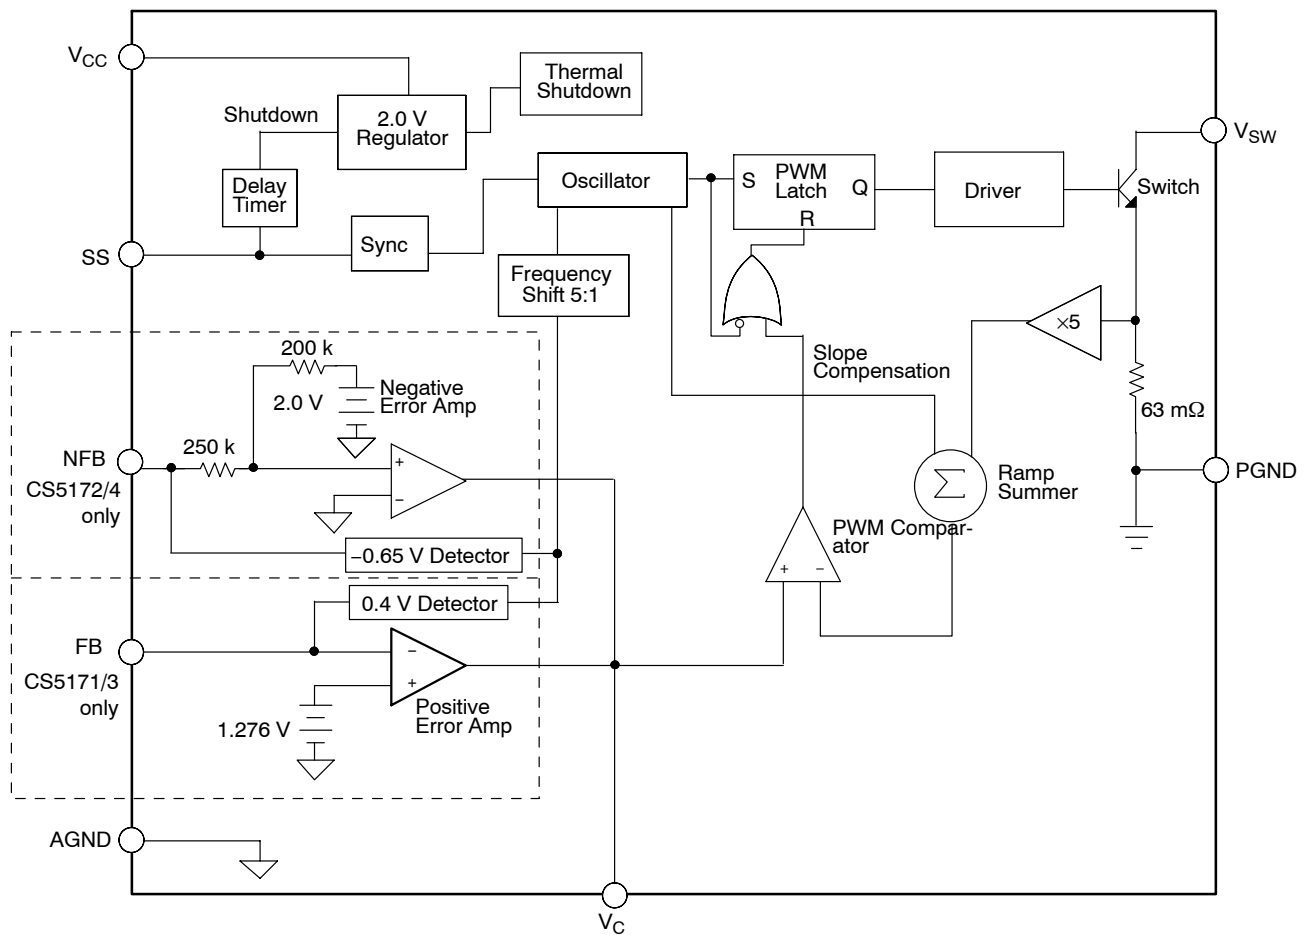 VCC
Thermal
Shutdown
Shutdown
2.0 V
Regulator
VSW
Delay
Timer
Oscillator
S
PWM
Latch
Q
R
Driver
Switch
SS
Sync
Frequency
Shift 5:1
×5
200 k
Slope
Compensation
2.0 V
Negative
Error Amp
63 mΩ
250 k
NFB
CS5172/4
only
+
−
Σ
Ramp
Summer
PGND
PWM Compar-
ator
−0.65 V Detector
+
−
0.4 V Detector
FB
CS5171/3
only
−
+
Positive
Error Amp
1.276 V
AGND
VC